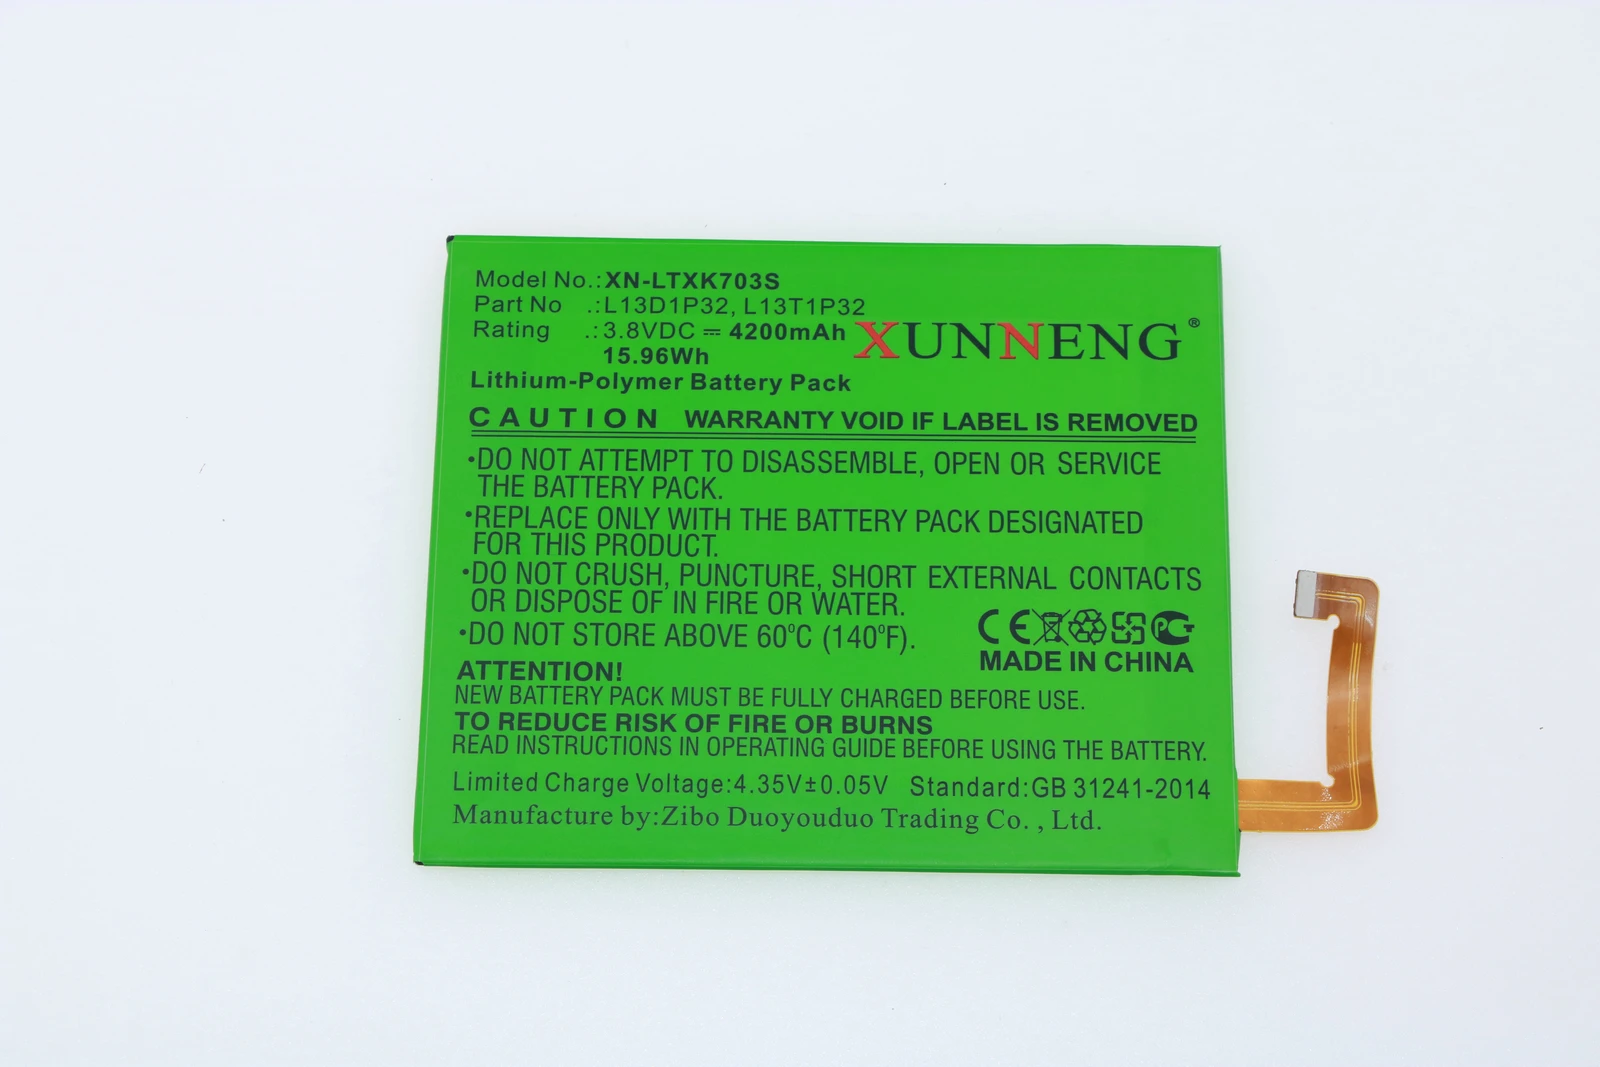 Model No.:XN-LTXK703S
Part No .:L13D1P32, L13T1P32
Rating .:3.8VDC ⎓ 4200mAh
15.96Wh
XUNNENG®
Lithium-Polymer Battery Pack
CAUTION WARRANTY VOID IF LABEL IS REMOVED
•DO NOT ATTEMPT TO DISASSEMBLE, OPEN OR SERVICE
THE BATTERY PACK.
•REPLACE ONLY WITH THE BATTERY PACK DESIGNATED
FOR THIS PRODUCT.
•DO NOT CRUSH, PUNCTURE, SHORT EXTERNAL CONTACTS
OR DISPOSE OF IN FIRE OR WATER.
•DO NOT STORE ABOVE 60°C (140°F).
CE
MADE IN CHINA
ATTENTION!
NEW BATTERY PACK MUST BE FULLY CHARGED BEFORE USE.
TO REDUCE RISK OF FIRE OR BURNS
READ INSTRUCTIONS IN OPERATING GUIDE BEFORE USING THE BATTERY.
Limited Charge Voltage:4.35V±0.05V Standard:GB 31241-2014
Manufacture by:Zibo Duoyouduo Trading Co. , Ltd.